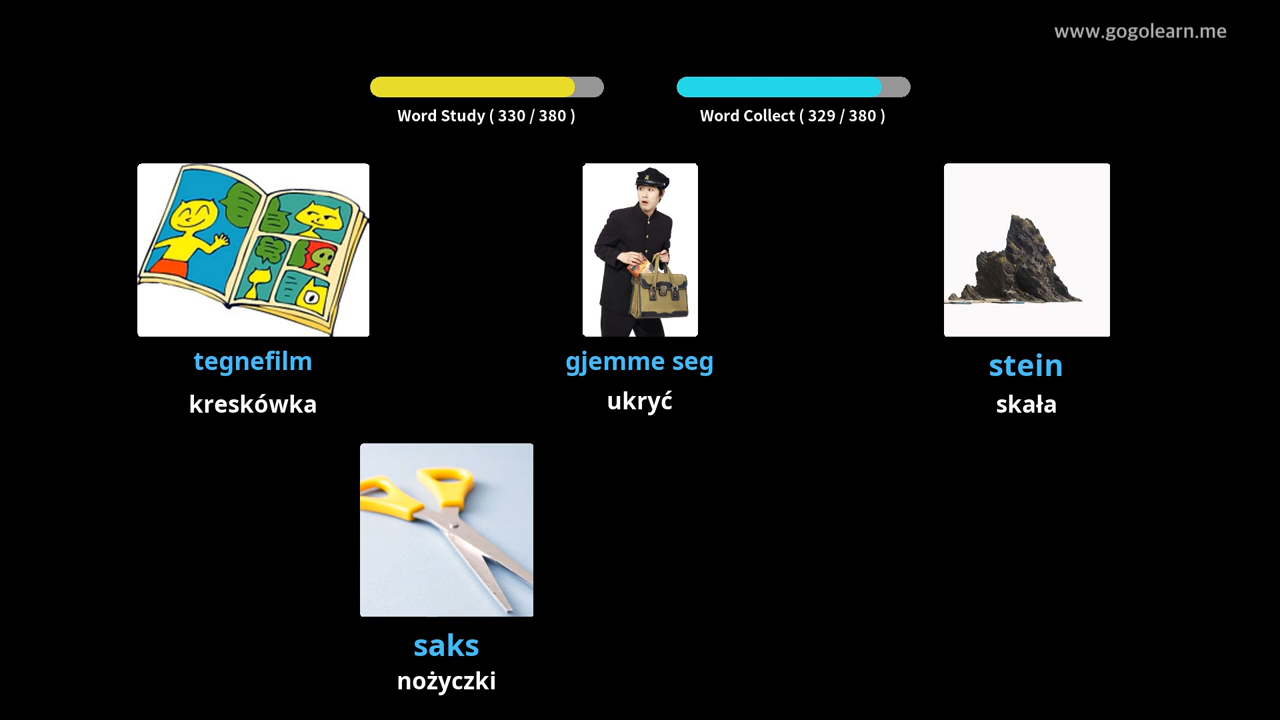 www.gogolearn.me
Word Study ( 330 / 380 )
Word Collect ( 329 / 380 )
tegnefilm
kreskówka
gjemme seg
ukryć
stein
skała
saks
nożyczki